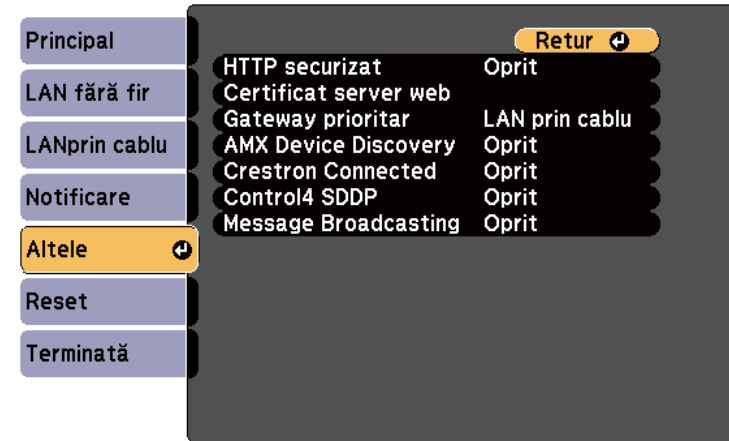 Principal
LAN fără fir
LANprin cablu
Notificare
Altele
Reset
Terminată
Retur
HTTP securizat Oprit
Certificat server web
Gateway prioritar LAN prin cablu
AMX Device Discovery Oprit
Crestron Connected Oprit
Control4 SDDP Oprit
Message Broadcasting Oprit